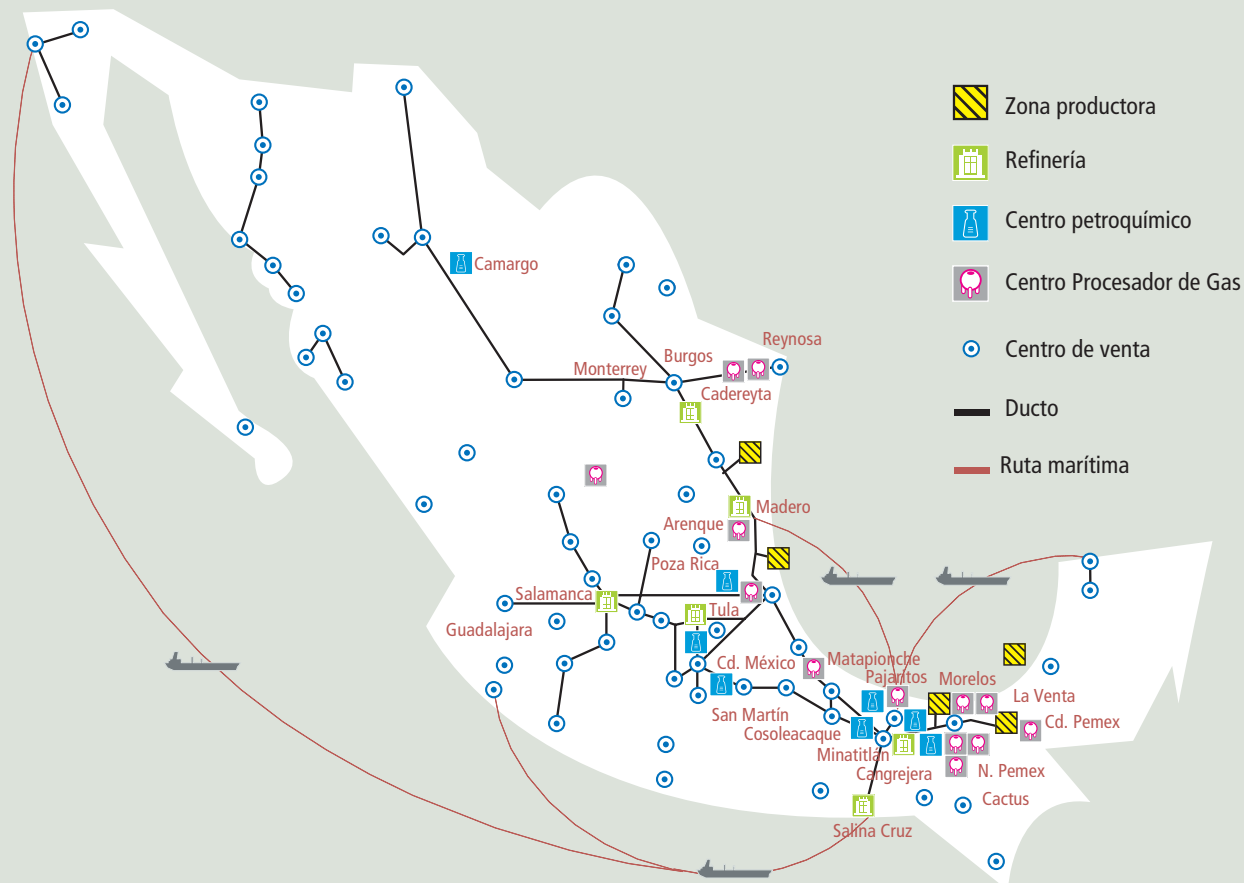 Zona productora
Refinería
Centro petroquímico
Centro Procesador de Gas
Centro de venta
Ducto
Ruta marítima
Camargo
Reynosa
Burgos
Monterrey
Cadereyta
Madero
Arenque
Poza Rica
Salamanca
Tula
Guadalajara
Cd. México
Matapionche
Pajaritos
Morelos
La Venta
San Martín
Cd. Pemex
Cosoleacaque
Minatitlán
Cangrejera
N. Pemex
Cactus
Salina Cruz